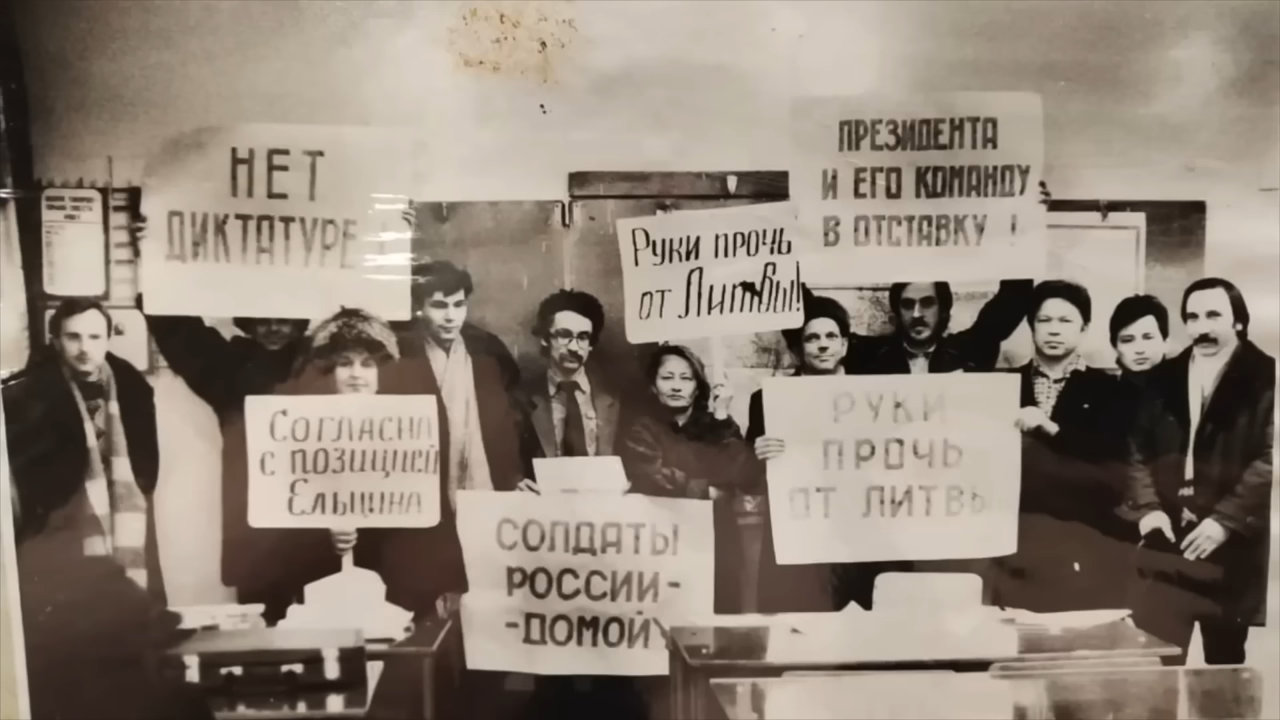 НЕТ
ДИКТАТУРЕ
ПРЕЗИДЕНТА
И ЕГО КОМАНДУ
В ОТСТАВКУ !
РУКИ ПРОЧЬ
ОТ ЛИТВЫ!
СОГЛАСНА
С ПОЗИЦИЕЙ
ЕЛЬЦИНА
РУКИ
ПРОЧЬ
ОТ ЛИТВЫ
СОЛДАТЫ
РОССИИ-
-ДОМОЙ